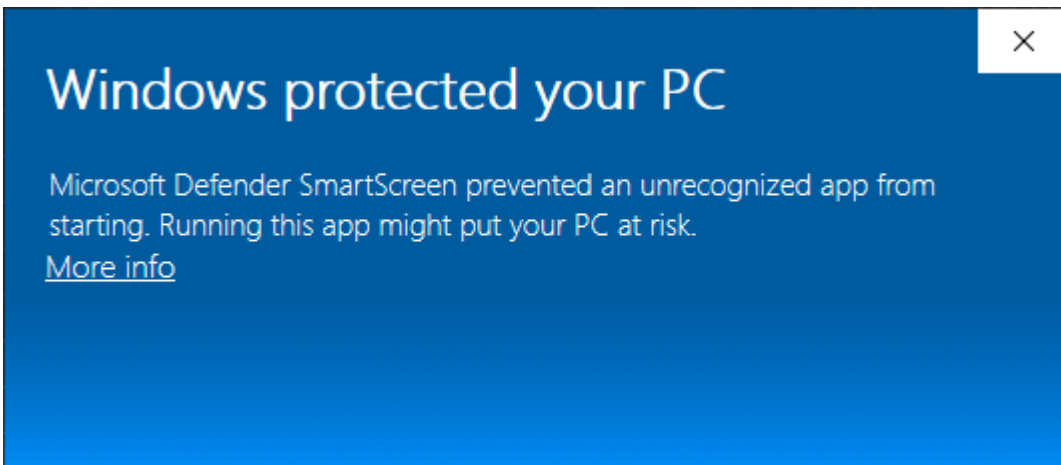 Windows protected your PC
Microsoft Defender SmartScreen prevented an unrecognized app from
starting. Running this app might put your PC at risk.
More info